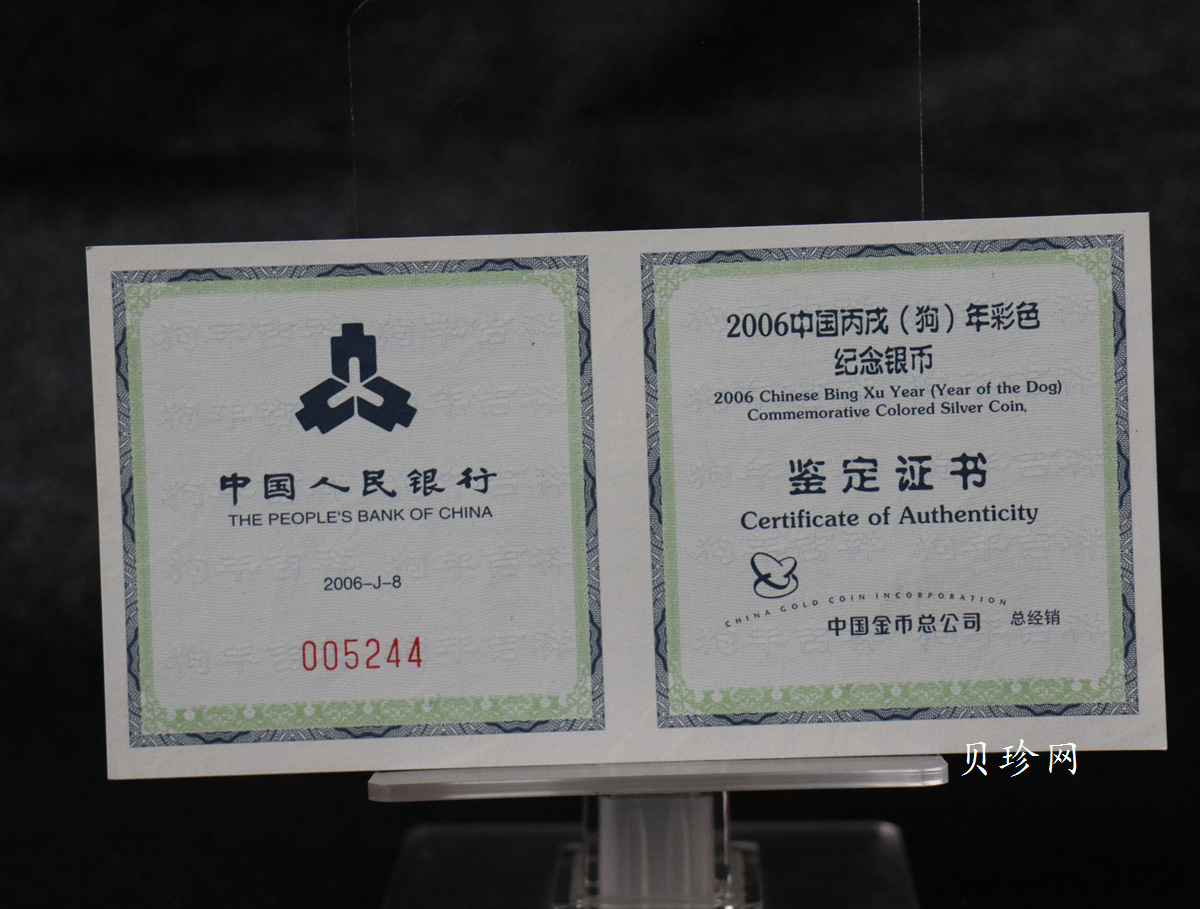 中国人民银行
THE PEOPLE'S BANK OF CHINA
2006-J-8
005244
2006中国丙戌（狗）年彩色
纪念银币
2006 Chinese Bing Xu Year (Year of the Dog)
Commemorative Colored Silver Coin,
鉴定证书
Certificate of Authenticity
CHINA GOLD COIN INCORPORATION
中国金币总公司 总经销
贝珍网